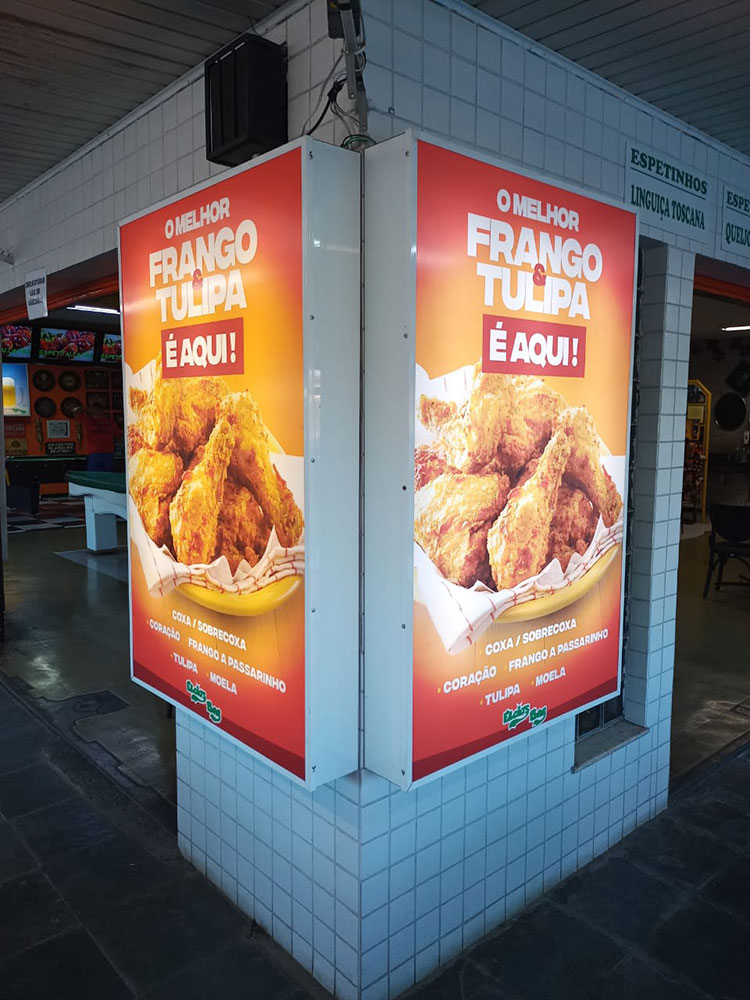 O MELHOR
FRANGO
&
TULIPA
É AQUI!
COXA / SOBRECOXA
• CORAÇÃO • FRANGO A PASSARINHO
• TULIPA • MOELA
O MELHOR
FRANGO
&
TULIPA
É AQUI!
• COXA / SOBRECOXA
• CORAÇÃO • FRANGO A PASSARINHO
• TULIPA • MOELA
ESPETINHOS
LINGUIÇA TOSCANA